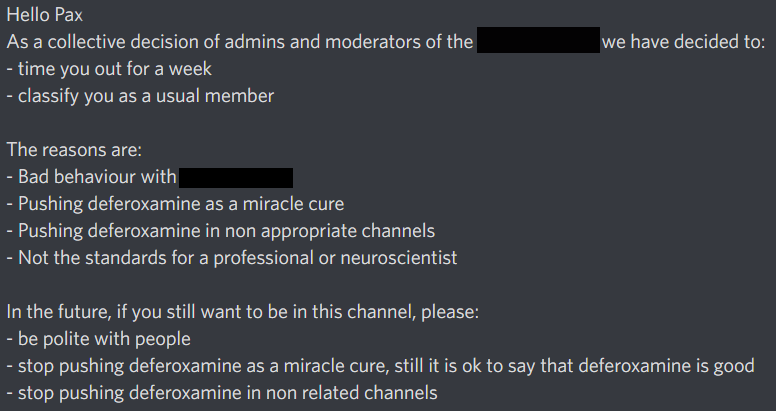 Hello Pax
As a collective decision of admins and moderators of the we have decided to:
- time you out for a week
- classify you as a usual member
The reasons are:
- Bad behaviour with
- Pushing deferoxamine as a miracle cure
- Pushing deferoxamine in non appropriate channels
- Not the standards for a professional or neuroscientist
In the future, if you still want to be in this channel, please:
- be polite with people
- stop pushing deferoxamine as a miracle cure, still it is ok to say that deferoxamine is good
- stop pushing deferoxamine in non related channels